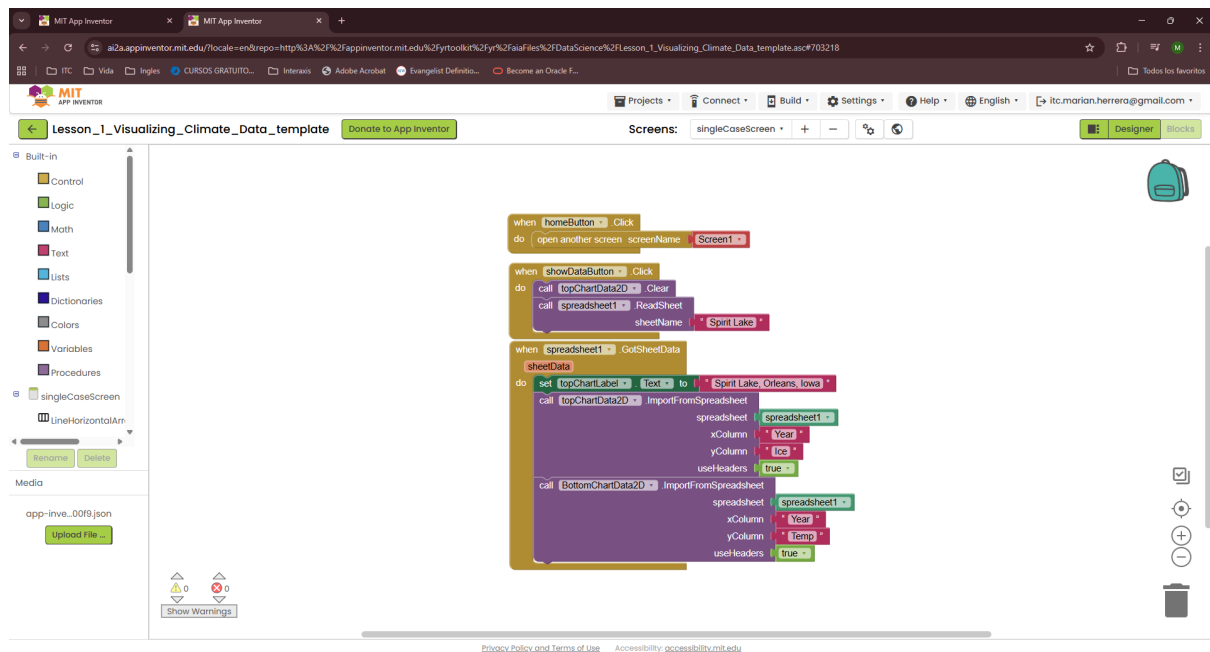 MIT App Inventor
MIT App Inventor
ai2a.appinventor.mit.edu/?locale=en&repo=http%3A%2F%2Fappinventor.mit.edu%2Fyrtoolkit%2Fyr%2FaiaFiles%2FDataScience%2FLesson_1_Visualizing_Climate_Data_template.asc#703218
M
ITC Vida Ingles CURSOS GRATUITO... Interaxis Adobe Acrobat Evangelist Definitio... Become an Oracle F... Todos los favoritos
MIT
APP INVENTOR
Projects Connect Build Settings Help English itc.marian.herrera@gmail.com
Lesson_1_Visualizing_Climate_Data_template Donate to App Inventor Screens: singleCaseScreen + − Designer Blocks
Built-in
Control
Logic
Math
Text
Lists
Dictionaries
Colors
Variables
Procedures
singleCaseScreen
LineHorizontalArr
Rename Delete
Media
app-inve...00f9.json
Upload File ...
when homeButton .Click
do open another screen screenName Screen1
when showDataButton .Click
do call topChartData2D .Clear
call spreadsheet1 .ReadSheet
sheetName " Spirit Lake "
when spreadsheet1 .GotSheetData
sheetData
do set topChartLabel . Text to " Spirit Lake, Orleans, Iowa "
call topChartData2D .ImportFromSpreadsheet
spreadsheet spreadsheet1
xColumn " Year "
yColumn " Ice "
useHeaders true
call BottomChartData2D .ImportFromSpreadsheet
spreadsheet spreadsheet1
xColumn " Year "
yColumn " Temp "
useHeaders true
0 0
Show Warnings
Privacy Policy and Terms of Use Accessibility: accessibility.mit.edu